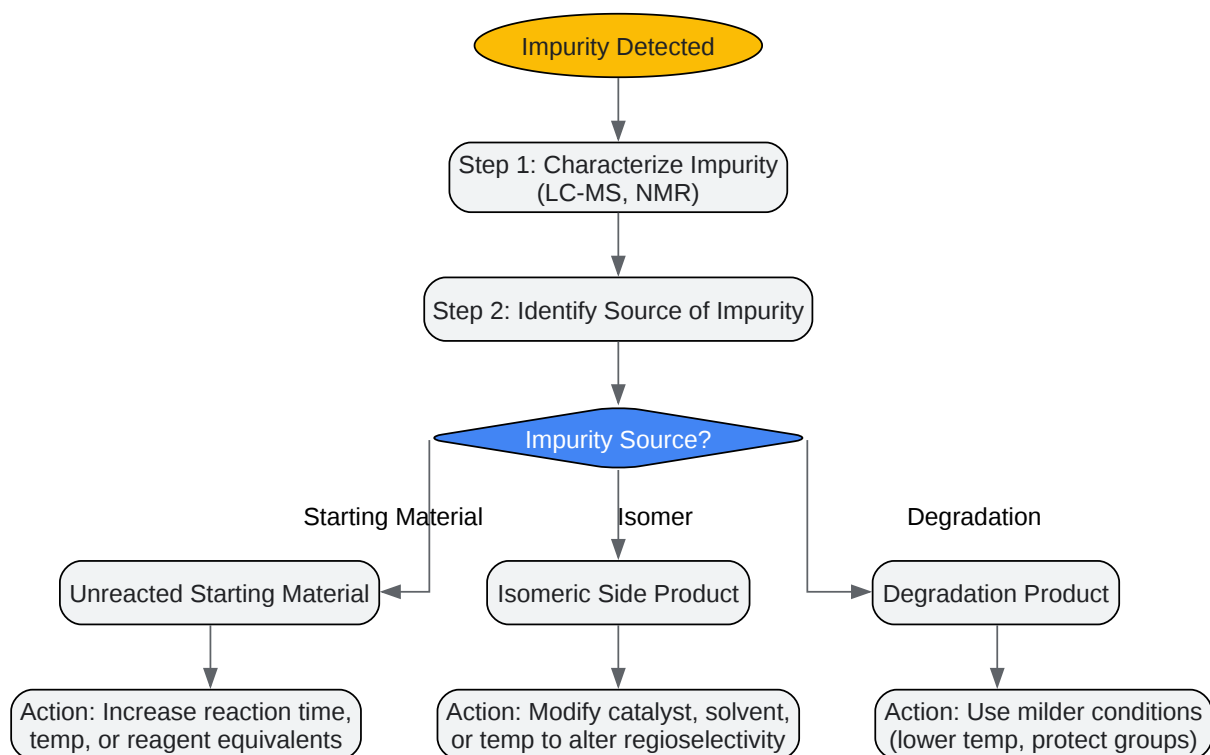 Impurity Detected
Step 1: Characterize Impurity
(LC-MS, NMR)
Step 2: Identify Source of Impurity
Impurity Source?
Starting Material
Isomer
Degradation
Unreacted Starting Material
Isomeric Side Product
Degradation Product
Action: Increase reaction time,
temp, or reagent equivalents
Action: Modify catalyst, solvent,
or temp to alter regioselectivity
Action: Use milder conditions
(lower temp, protect groups)